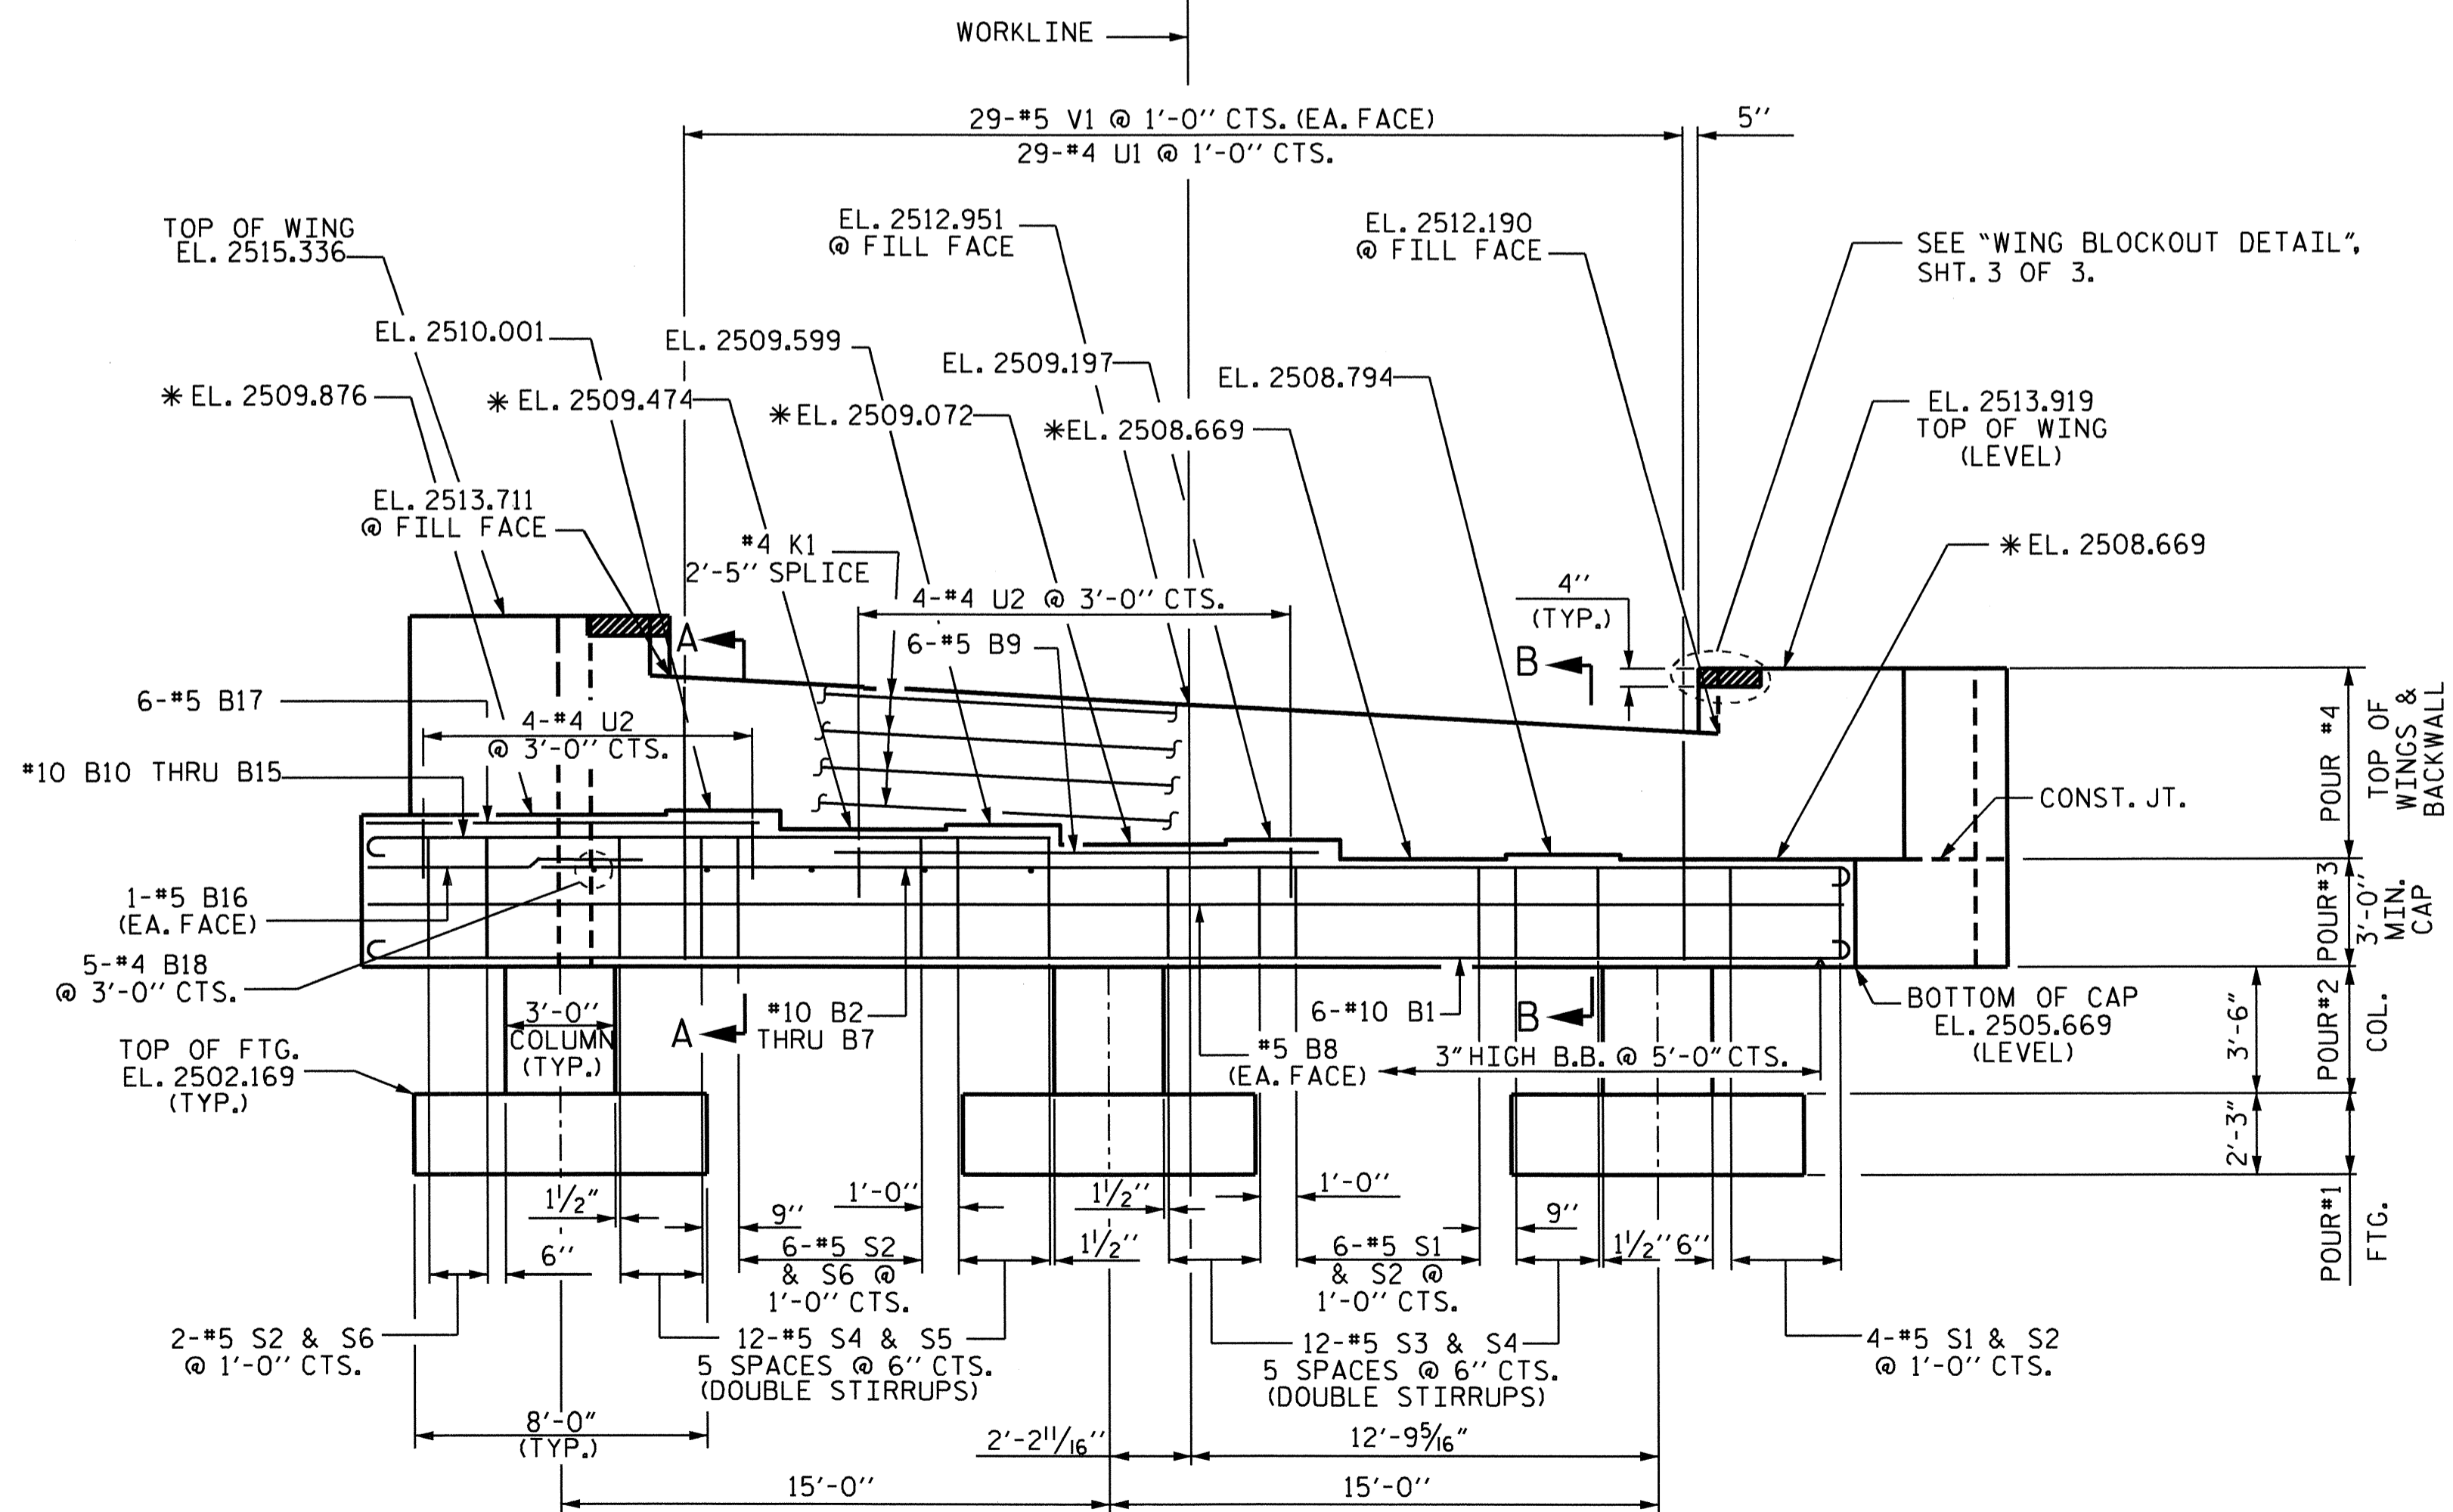 WORKLINE
29-#5 V1 @ 1'-0'' CTS. (EA. FACE)
5''
29-#4 U1 @ 1'-0'' CTS.
TOP OF WING
EL. 2515.336
EL. 2512.951
@ FILL FACE
EL. 2512.190
@ FILL FACE
SEE "WING BLOCKOUT DETAIL",
SHT. 3 OF 3.
EL. 2510.001
EL. 2509.599
EL. 2509.197
EL. 2508.794
*EL. 2509.876
* EL. 2509.474
*EL. 2509.072
*EL. 2508.669
EL. 2513.919
TOP OF WING
(LEVEL)
EL. 2513.711
@ FILL FACE
#4 K1
2'-5'' SPLICE
4-#4 U2 @ 3'-0'' CTS.
4''
(TYP.)
* EL. 2508.669
A
6-#5 B9
B
6-#5 B17
4-#4 U2
@ 3'-0'' CTS.
#10 B10 THRU B15
CONST. JT.
POUR #4
TOP OF
WINGS &
BACKWALL
1-#5 B16
(EA. FACE)
POUR#3
3'-0''
MIN.
CAP
5-#4 B18
@ 3'-0'' CTS.
3'-0''
COLUMN
(TYP.)
A
#10 B2
THRU B7
6-#10 B1
B
BOTTOM OF CAP
EL. 2505.669
(LEVEL)
3'-6''
POUR#2
COL.
TOP OF FTG.
EL. 2502.169
(TYP.)
#5 B8
(EA. FACE)
3" HIGH B.B. @ 5'-0" CTS.
2'-3''
POUR#1
FTG.
1 1/2"
1'-0''
1 1/2''
1'-0''
9''
9''
6''
6-#5 S2
& S6 @
1'-0'' CTS.
1 1/2''
6-#5 S1
& S2 @
1'-0'' CTS.
1 1/2''
6''
2-#5 S2 & S6
@ 1'-0'' CTS.
12-#5 S4 & S5
5 SPACES @ 6'' CTS.
(DOUBLE STIRRUPS)
12-#5 S3 & S4
5 SPACES @ 6'' CTS.
(DOUBLE STIRRUPS)
4-#5 S1 & S2
@ 1'-0'' CTS.
8'-0"
(TYP.)
2'-2 11/16''
12'-9 5/16"
15'-0''
15'-0''